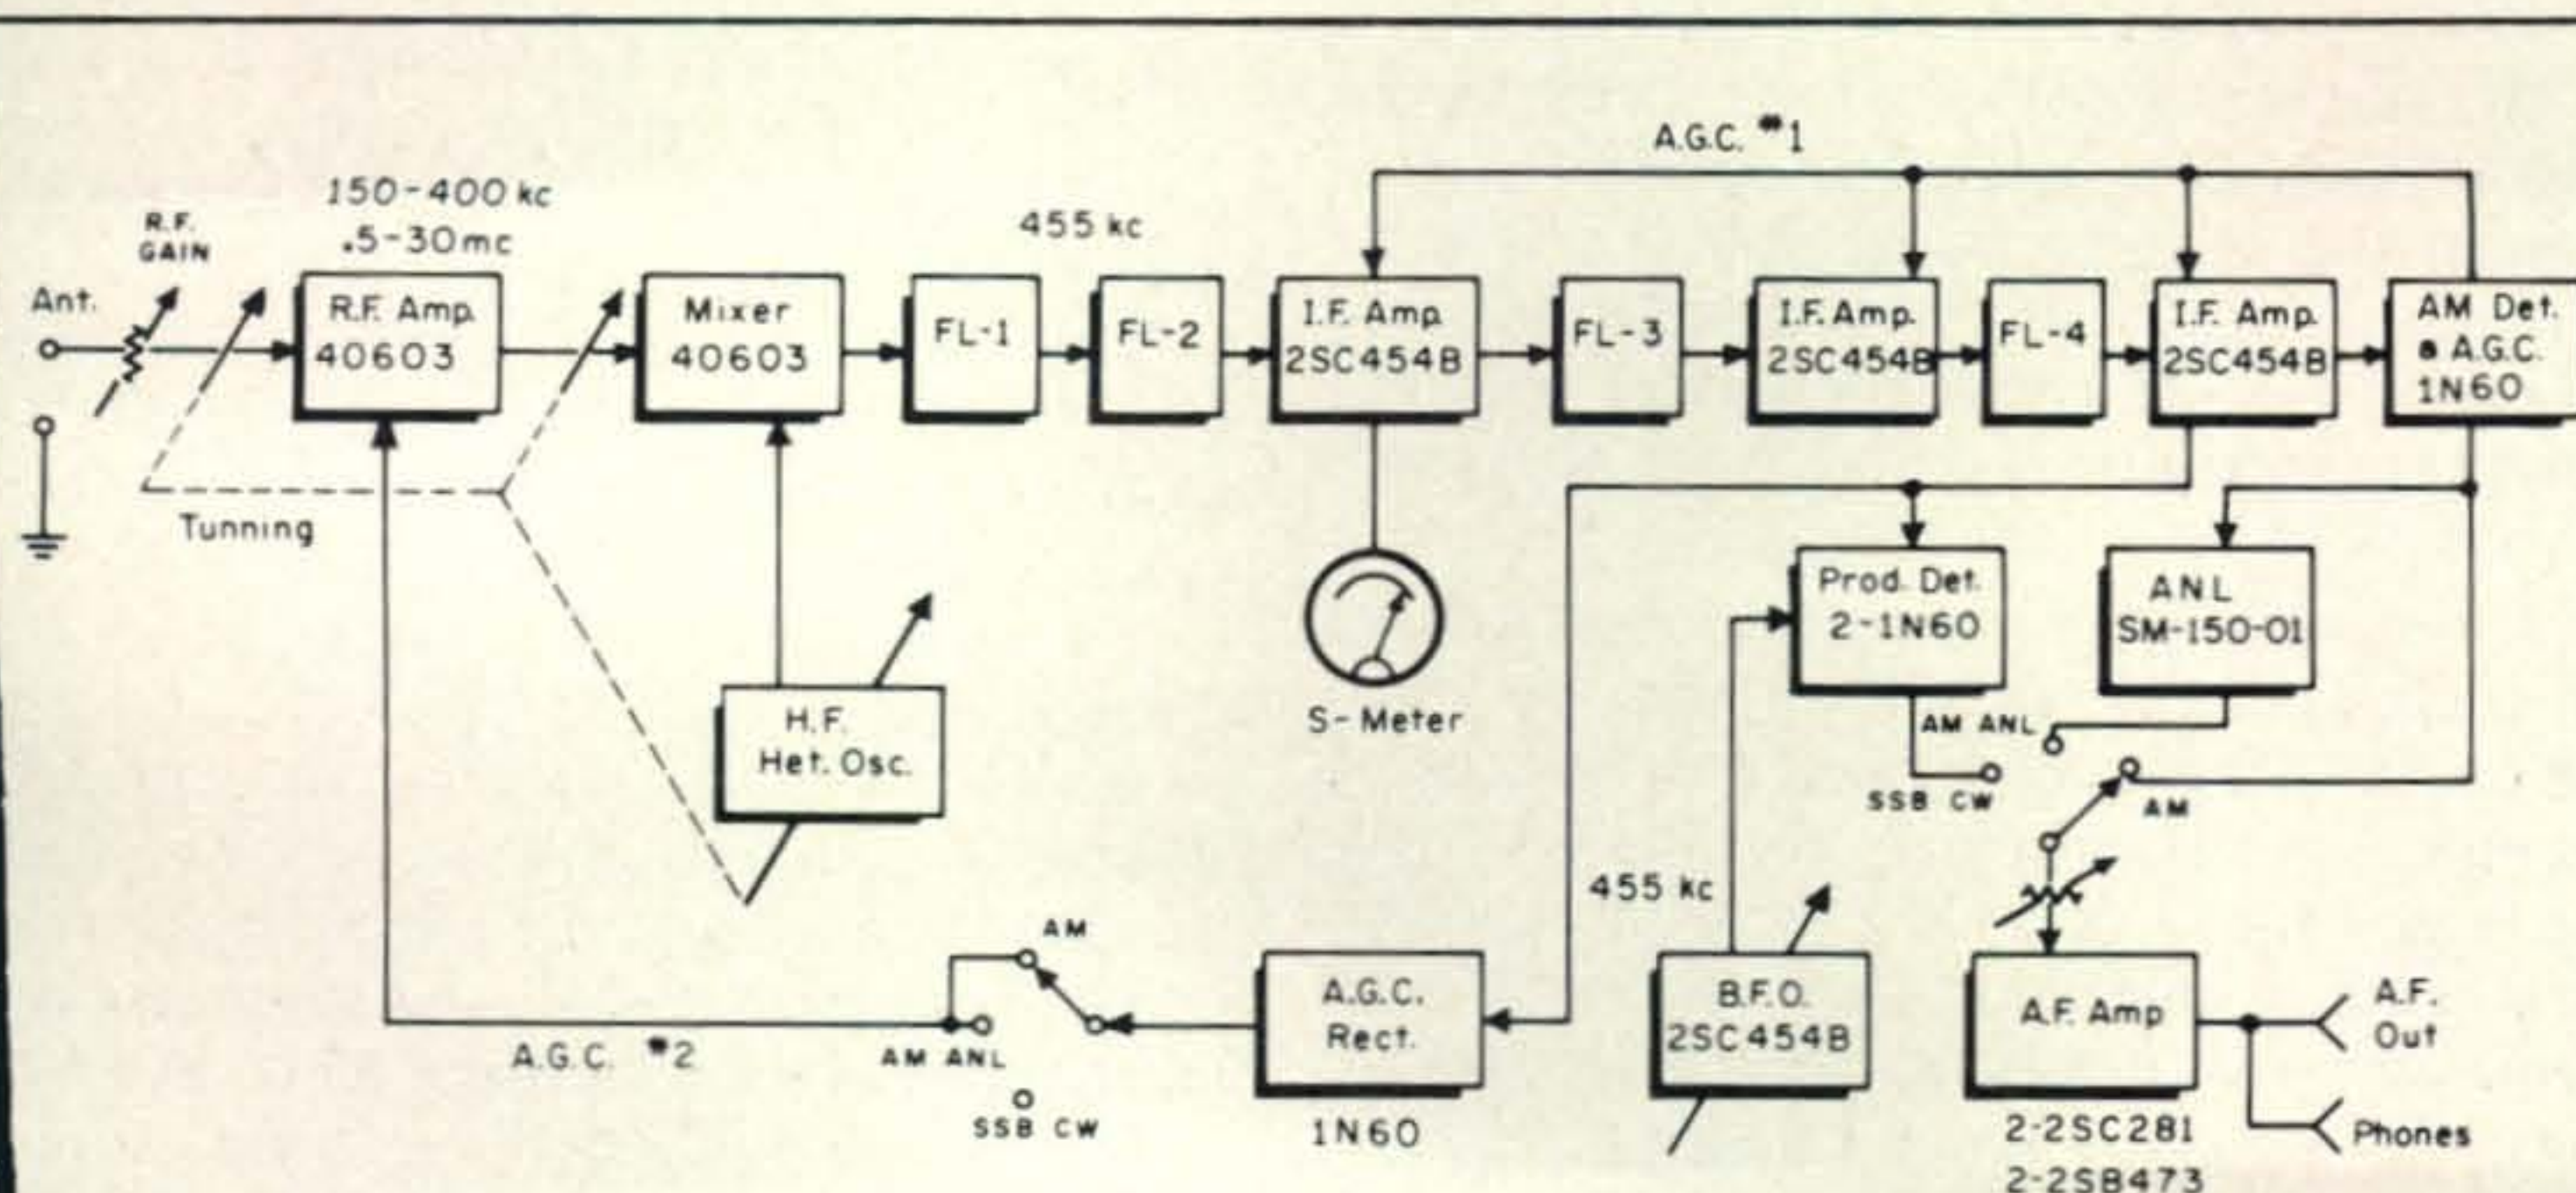 A.G.C. #1
150-400 kc
.5-30mc
R.F.
GAIN
455 kc
Ant.
R.F. Amp.
40603
Mixer
40603
FL-1
FL-2
I.F. Amp.
2SC454B
FL-3
I.F. Amp.
2SC454B
FL-4
I.F. Amp.
2SC454B
AM Det.
& A.G.C.
1N60
Tunning
Prod. Det.
2-1N60
ANL
SM-150-01
S-Meter
H.F.
Het. Osc.
AM ANL
SSB CW
AM
455 kc
AM
AM ANL
SSB CW
A.G.C. #2
A.G.C.
Rect.
1N60
B.F.O.
2SC454B
A.F. Amp
2-2SC281
2-2SB473
A.F.
Out
Phones